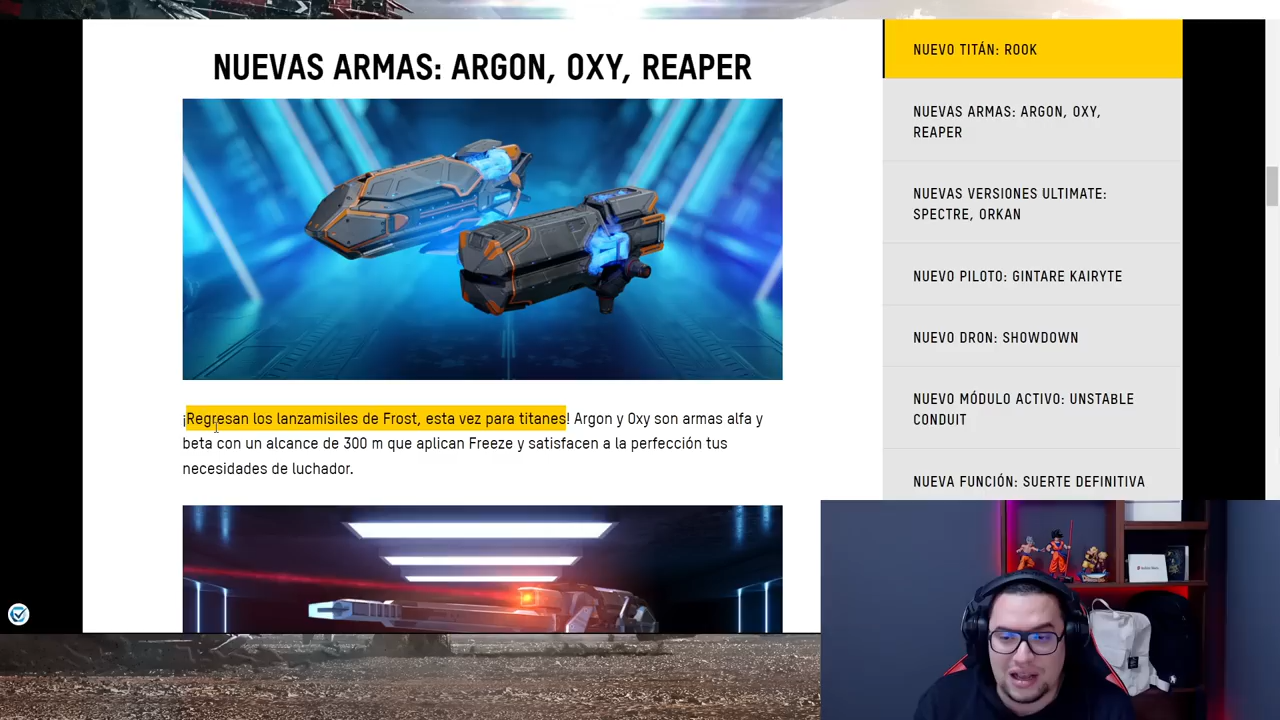 NUEVAS ARMAS: ARGON, OXY, REAPER
¡Regresan los lanzamisiles de Frost, esta vez para titanes! Argon y Oxy son armas alfa y
beta con un alcance de 300 m que aplican Freeze y satisfacen a la perfección tus
necesidades de luchador.
NUEVO TITÁN: ROOK
NUEVAS ARMAS: ARGON, OXY,
REAPER
NUEVAS VERSIONES ULTIMATE:
SPECTRE, ORKAN
NUEVO PILOTO: GINTARE KAIRYTE
NUEVO DRON: SHOWDOWN
NUEVO MÓDULO ACTIVO: UNSTABLE
CONDUIT
NUEVA FUNCIÓN: SUERTE DEFINITIVA